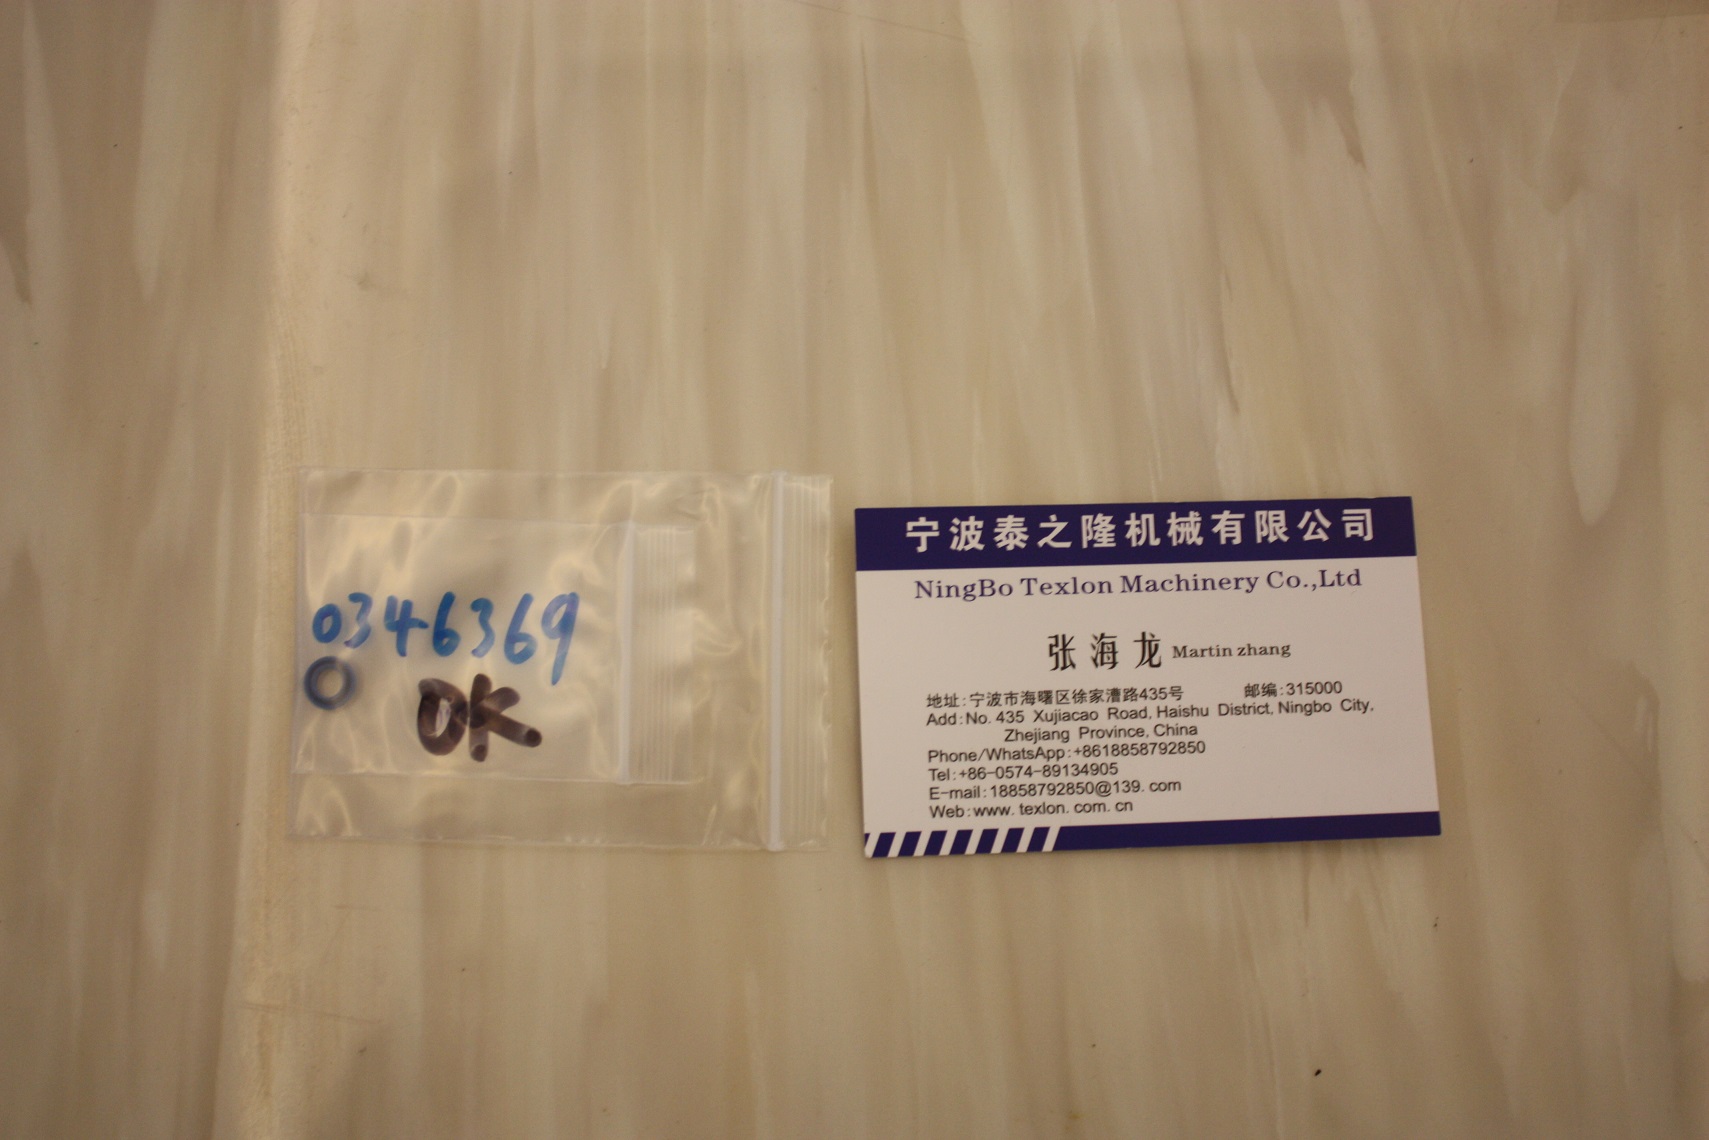 0346369
OK
宁波泰之隆机械有限公司
NingBo Texlon Machinery Co.,Ltd
张海龙 Martin zhang
地址:宁波市海曙区徐家漕路435号 邮编:315000
Add:No. 435 Xujiacao Road, Haishu District, Ningbo City,
Zhejiang Province, China
Phone/WhatsApp:+8618858792850
Tel:+86-0574-89134905
E-mail:18858792850@139. com
Web:www. texlon. com. cn